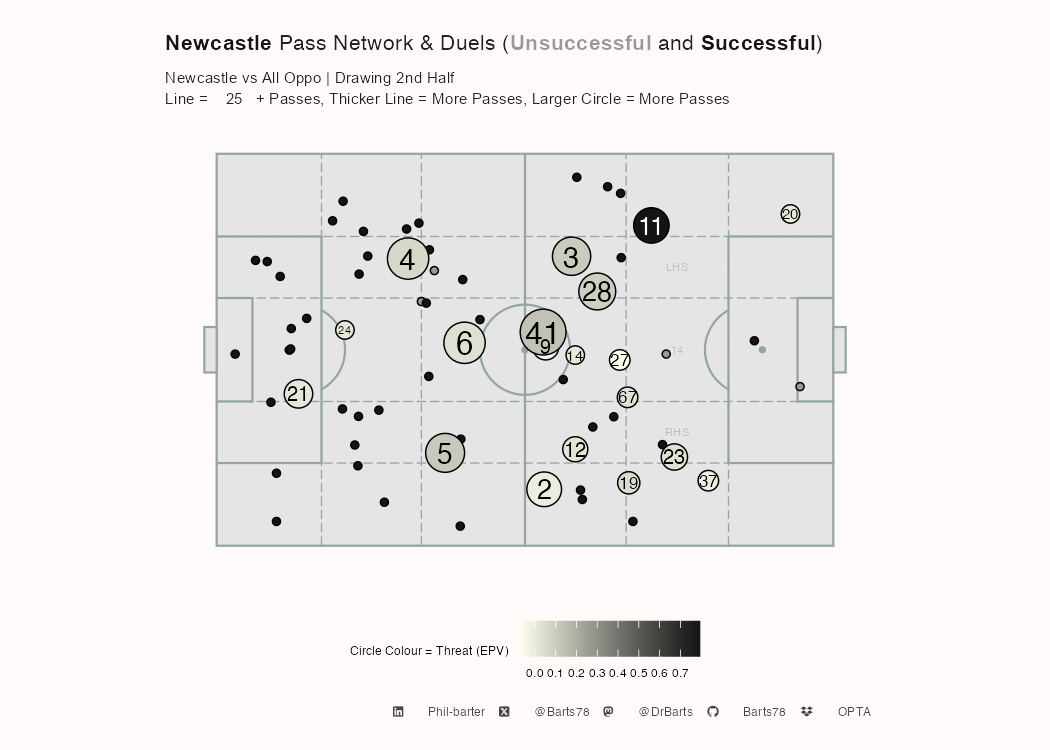 Newcastle Pass Network & Duels (Unsuccessful and Successful)
Newcastle vs All Oppo | Drawing 2nd Half
Line = 25 + Passes, Thicker Line = More Passes, Larger Circle = More Passes
20
11
4
3
LHS
28
24
6
41
9
14
27
14
21
67
RHS
5
12
23
2
19
37
Circle Colour = Threat (EPV)
0.0 0.1 0.2 0.3 0.4 0.5 0.6 0.7
Phil-barter @Barts78 @DrBarts Barts78 OPTA